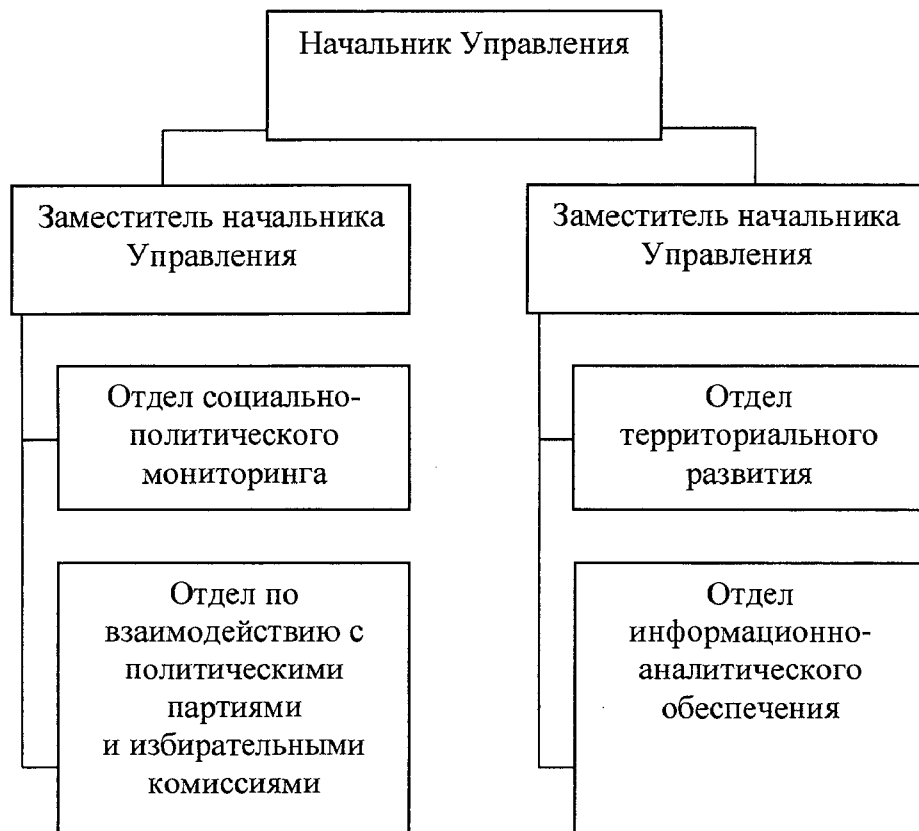 Начальник Управления
Заместитель начальника
Управления
Заместитель начальника
Управления
Отдел социально-
политического
мониторинга
Отдел
территориального
развития
Отдел по
взаимодействию с
политическими
партиями
и избирательными
комиссиями
Отдел
информационно-
аналитического
обеспечения